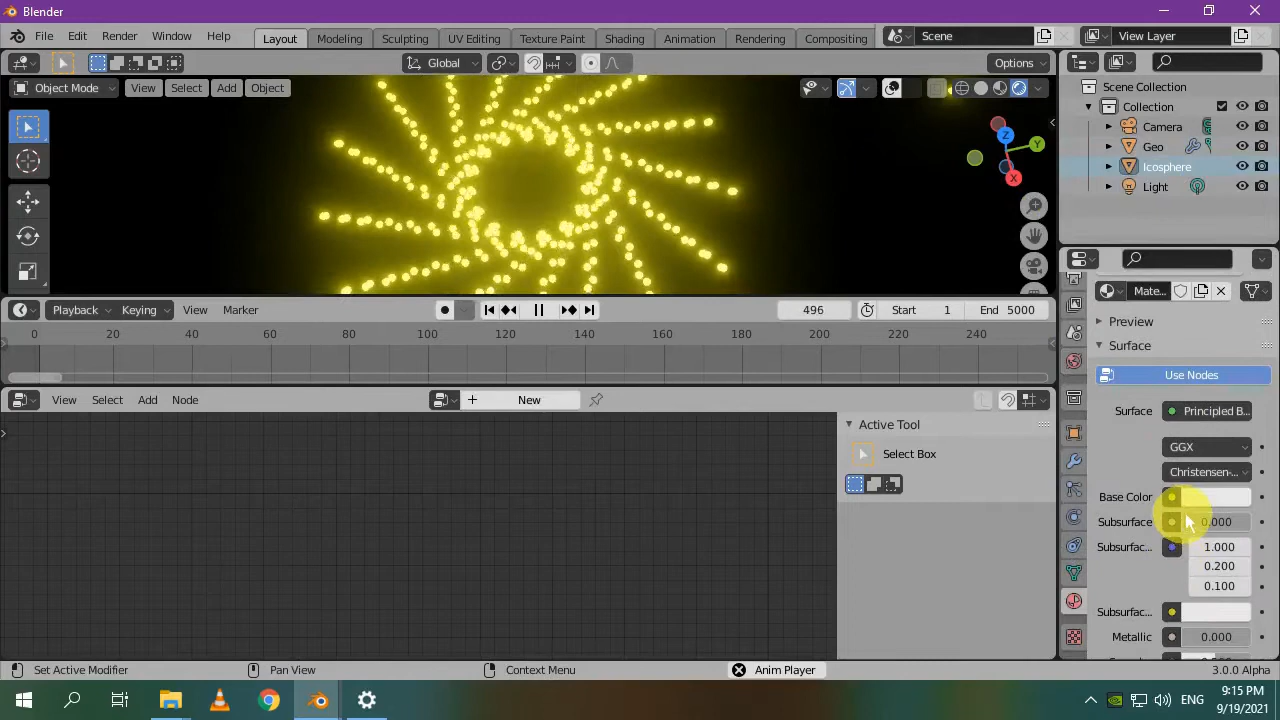 Blender
File Edit Render Window Help Layout Modeling Sculpting UV Editing Texture Paint Shading Animation Rendering Compositing Scene View Layer
Global Options
Object Mode View Select Add Object
Z
Y
X
Scene Collection
Collection
Camera
Geo
Icosphere
Light
Playback Keying View Marker 496 Start 1 End 5000
0 20 40 60 80 100 120 140 160 180 200 220 240
View Select Add Node New
Active Tool
Select Box
Mate...
Preview
Surface
Use Nodes
Surface Principled B...
GGX
Christensen-...
Base Color
Subsurface 0.000
Subsurfac... 1.000
0.200
0.100
Subsurfac...
Metallic 0.000
Set Active Modifier Pan View Context Menu Anim Player 3.0.0 Alpha
ENG
9:15 PM
9/19/2021